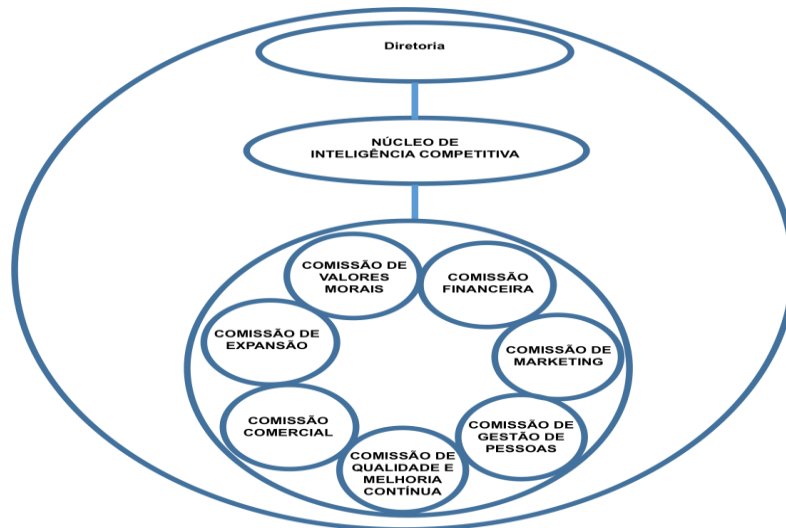 Diretoria
NÚCLEO DE
INTELIGÊNCIA COMPETITIVA
COMISSÃO DE
VALORES
MORAIS
COMISSÃO
FINANCEIRA
COMISSÃO DE
EXPANSÃO
COMISSÃO DE
MARKETING
COMISSÃO
COMERCIAL
COMISSÃO DE
GESTÃO DE
PESSOAS
COMISSÃO DE
QUALIDADE E
MELHORIA
CONTÍNUA